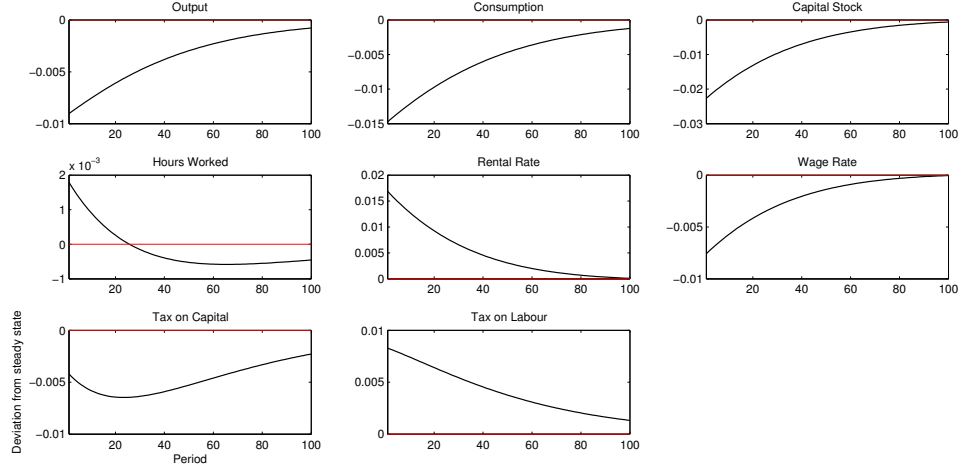 Output
0
−0.005
−0.01
20 40 60 80 100
Consumption
0
−0.005
−0.01
−0.015
20 40 60 80 100
Capital Stock
0
−0.01
−0.02
−0.03
20 40 60 80 100
Hours Worked
x 10⁻³
2
1
0
−1
20 40 60 80 100
Rental Rate
0.02
0.015
0.01
0.005
0
20 40 60 80 100
Wage Rate
0
−0.005
−0.01
20 40 60 80 100
Tax on Capital
0
−0.005
−0.01
20 40 60 80 100
Period
Deviation from steady state
Tax on Labour
0.01
0.005
0
20 40 60 80 100